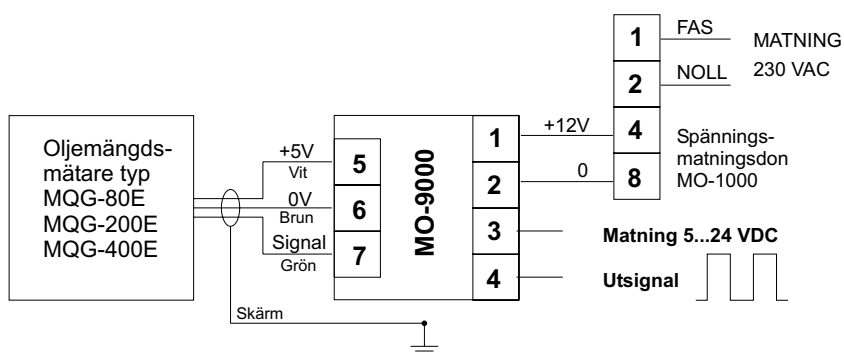 Oljemängds-
mätare typ
MQG-80E
MQG-200E
MQG-400E
+5V
Vit
0V
Brun
Signal
Grön
Skärm
5
6
7
MO-9000
1
2
3
4
+12V
0
1
2
4
8
FAS
NOLL
MATNING
230 VAC
Spännings-
matningsdon
MO-1000
Matning 5...24 VDC
Utsignal